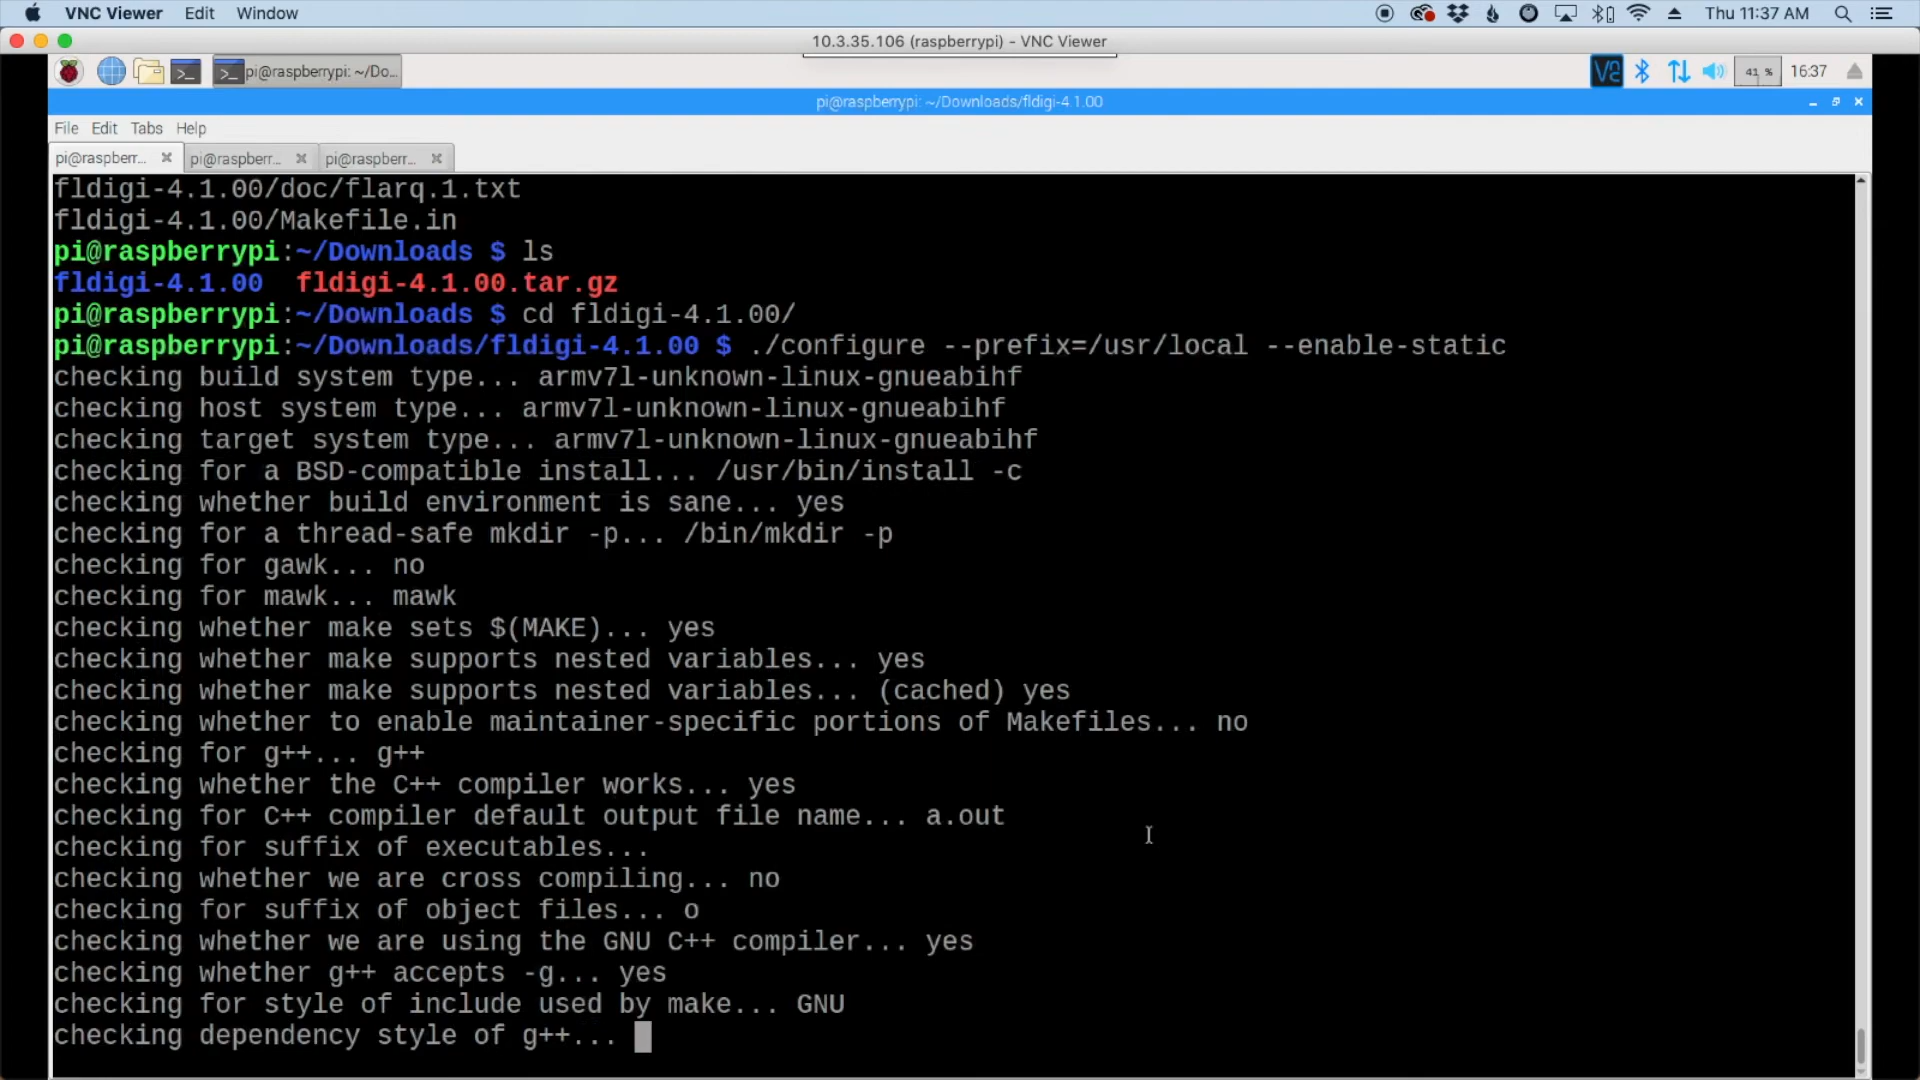 VNC Viewer Edit Window Thu 11:37 AM
10.3.35.106 (raspberrypi) - VNC Viewer
pi@raspberrypi: ~/Do... 41 % 16:37
pi@raspberrypi: ~/Downloads/fldigi-4.1.00
File Edit Tabs Help
pi@raspberr... pi@raspberr... pi@raspberr...
fldigi-4.1.00/doc/flarq.1.txt
fldigi-4.1.00/Makefile.in
pi@raspberrypi:~/Downloads $ ls
fldigi-4.1.00 fldigi-4.1.00.tar.gz
pi@raspberrypi:~/Downloads $ cd fldigi-4.1.00/
pi@raspberrypi:~/Downloads/fldigi-4.1.00 $ ./configure --prefix=/usr/local --enable-static
checking build system type... armv7l-unknown-linux-gnueabihf
checking host system type... armv7l-unknown-linux-gnueabihf
checking target system type... armv7l-unknown-linux-gnueabihf
checking for a BSD-compatible install... /usr/bin/install -c
checking whether build environment is sane... yes
checking for a thread-safe mkdir -p... /bin/mkdir -p
checking for gawk... no
checking for mawk... mawk
checking whether make sets $(MAKE)... yes
checking whether make supports nested variables... yes
checking whether make supports nested variables... (cached) yes
checking whether to enable maintainer-specific portions of Makefiles... no
checking for g++... g++
checking whether the C++ compiler works... yes
checking for C++ compiler default output file name... a.out
checking for suffix of executables...
checking whether we are cross compiling... no
checking for suffix of object files... o
checking whether we are using the GNU C++ compiler... yes
checking whether g++ accepts -g... yes
checking for style of include used by make... GNU
checking dependency style of g++...